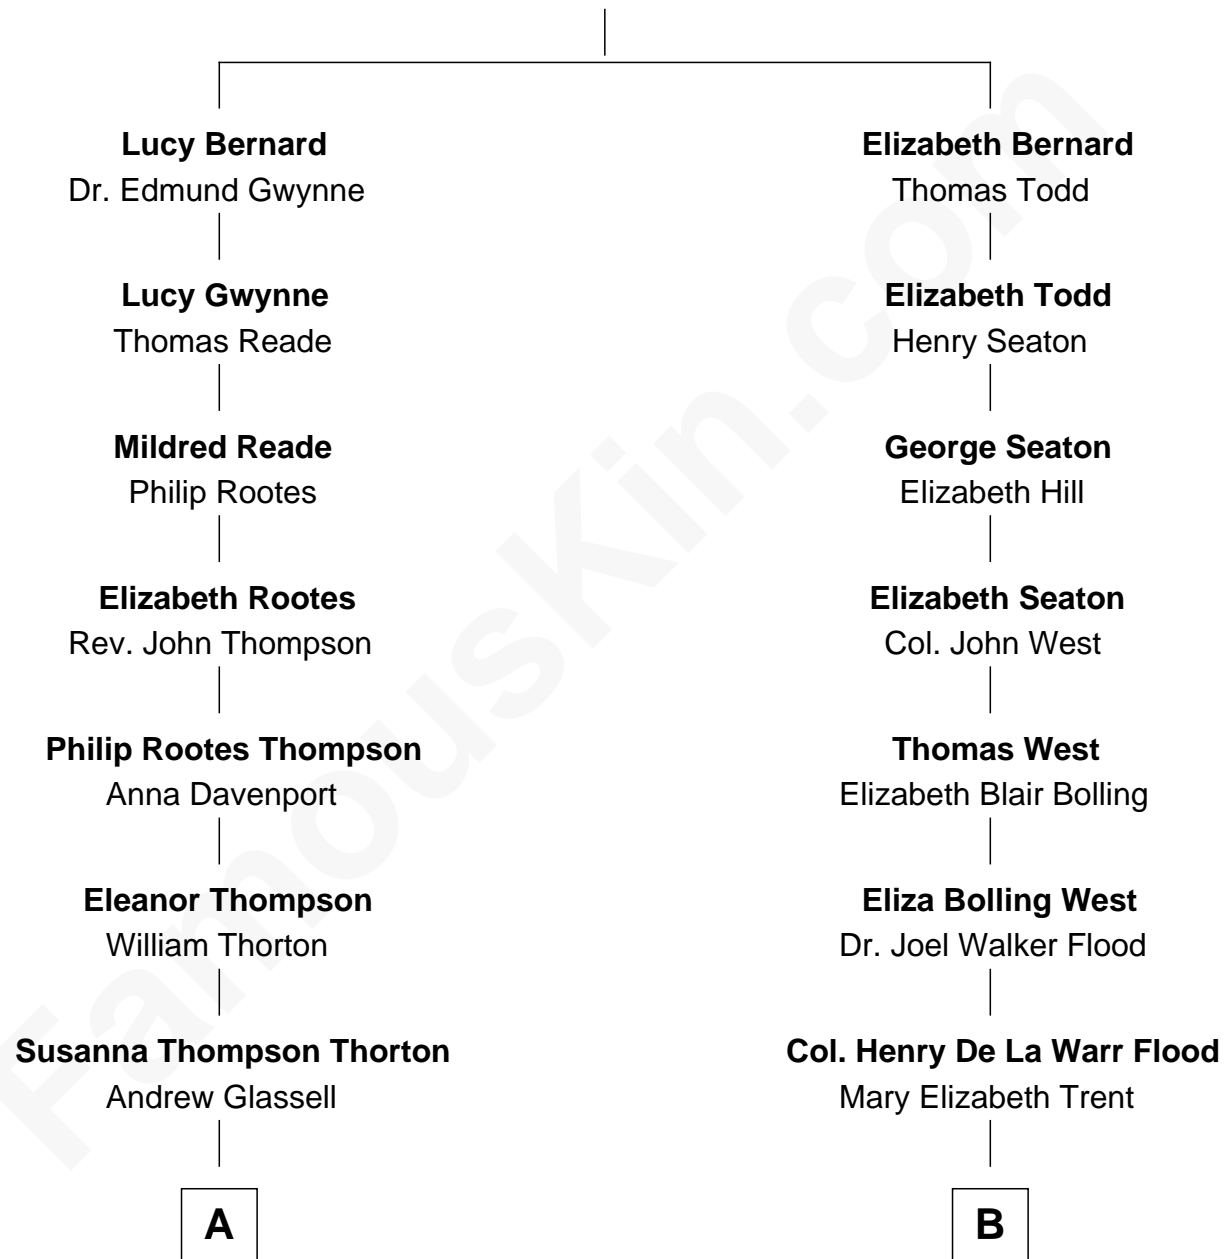 Lucy Bernard
Dr. Edmund Gwynne
Elizabeth Bernard
Thomas Todd
Lucy Gwynne
Thomas Reade
Elizabeth Todd
Henry Seaton
Mildred Reade
Philip Rootes
George Seaton
Elizabeth Hill
Elizabeth Rootes
Rev. John Thompson
Elizabeth Seaton
Col. John West
Philip Rootes Thompson
Anna Davenport
Thomas West
Elizabeth Blair Bolling
Eleanor Thompson
William Thorton
Eliza Bolling West
Dr. Joel Walker Flood
Susanna Thompson Thorton
Andrew Glassell
Col. Henry De La Warr Flood
Mary Elizabeth Trent
A
B
FamousKin.com